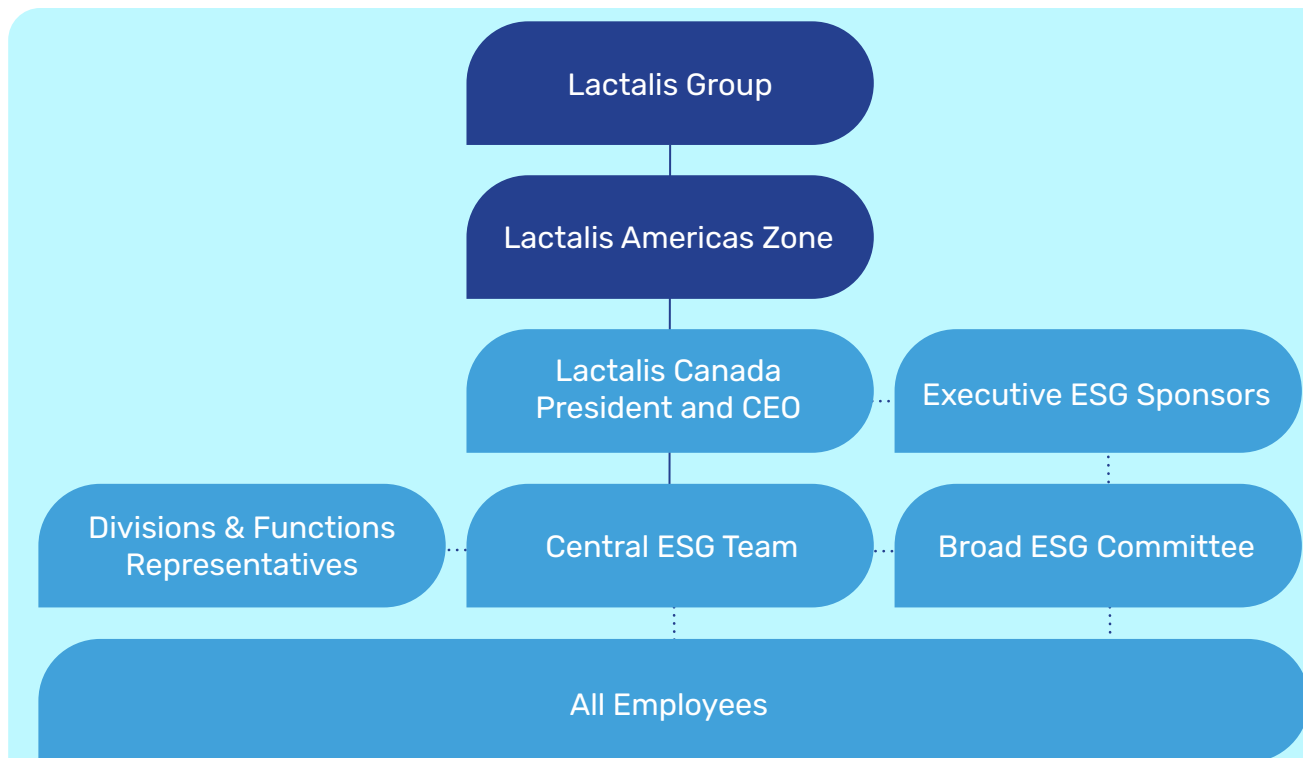 Lactalis Group
Lactalis Americas Zone
Lactalis Canada
President and CEO
Executive ESG Sponsors
Divisions & Functions
Representatives
Central ESG Team
Broad ESG Committee
All Employees